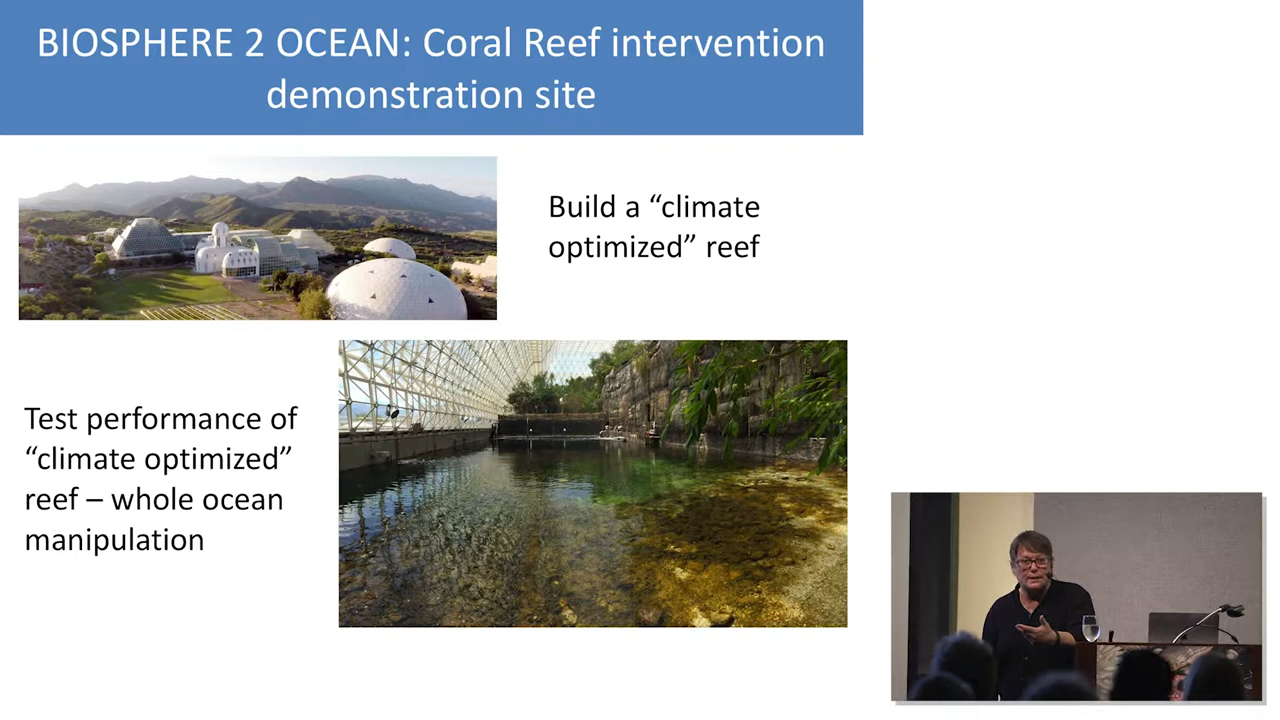 BIOSPHERE 2 OCEAN: Coral Reef intervention
demonstration site
Build a “climate
optimized” reef
Test performance of
“climate optimized”
reef – whole ocean
manipulation